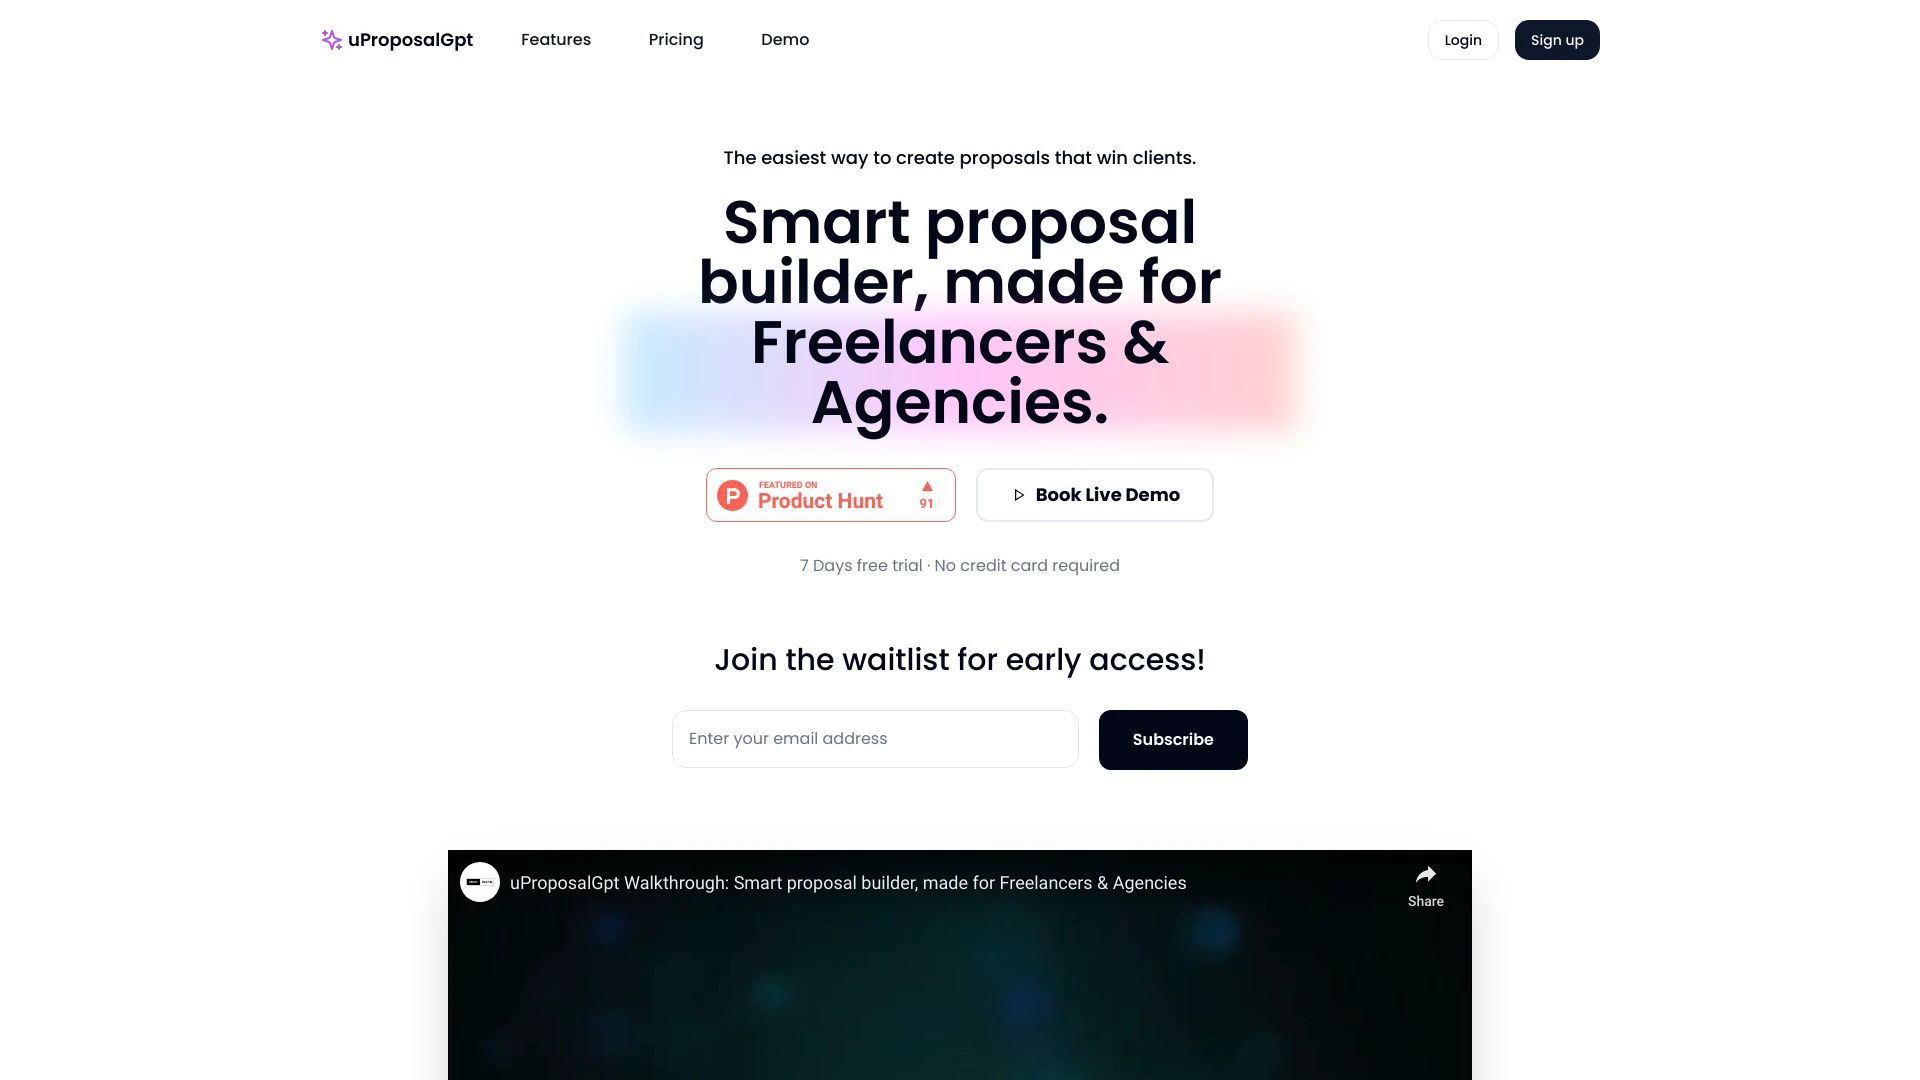 uProposalGpt
Features
Pricing
Demo
Login
Sign up
The easiest way to create proposals that win clients.
Smart proposal
builder, made for
Freelancers &
Agencies.
FEATURED ON
Product Hunt
91
Book Live Demo
7 Days free trial · No credit card required
Join the waitlist for early access!
Enter your email address
Subscribe
uProposalGpt Walkthrough: Smart proposal builder, made for Freelancers & Agencies
Share